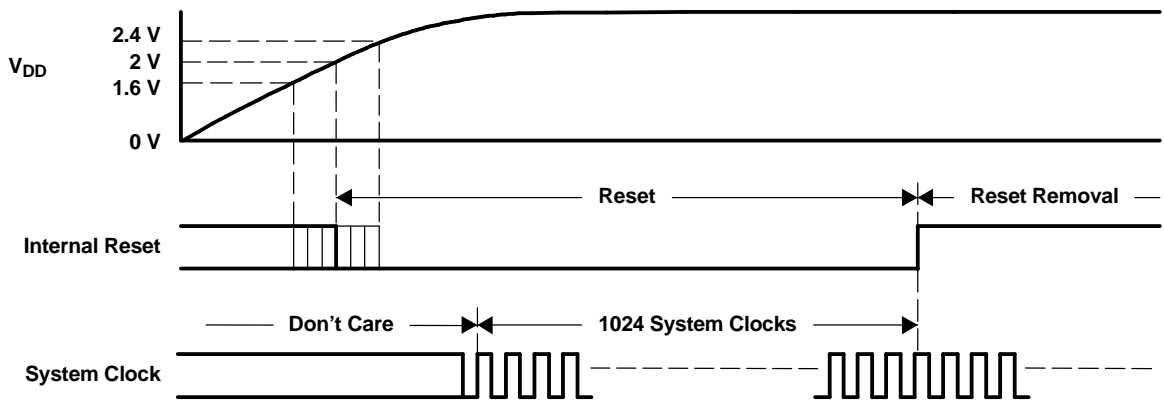 2.4 V
V_DD
2 V
1.6 V
0 V
Reset
Reset Removal
Internal Reset
Don't Care
1024 System Clocks
System Clock